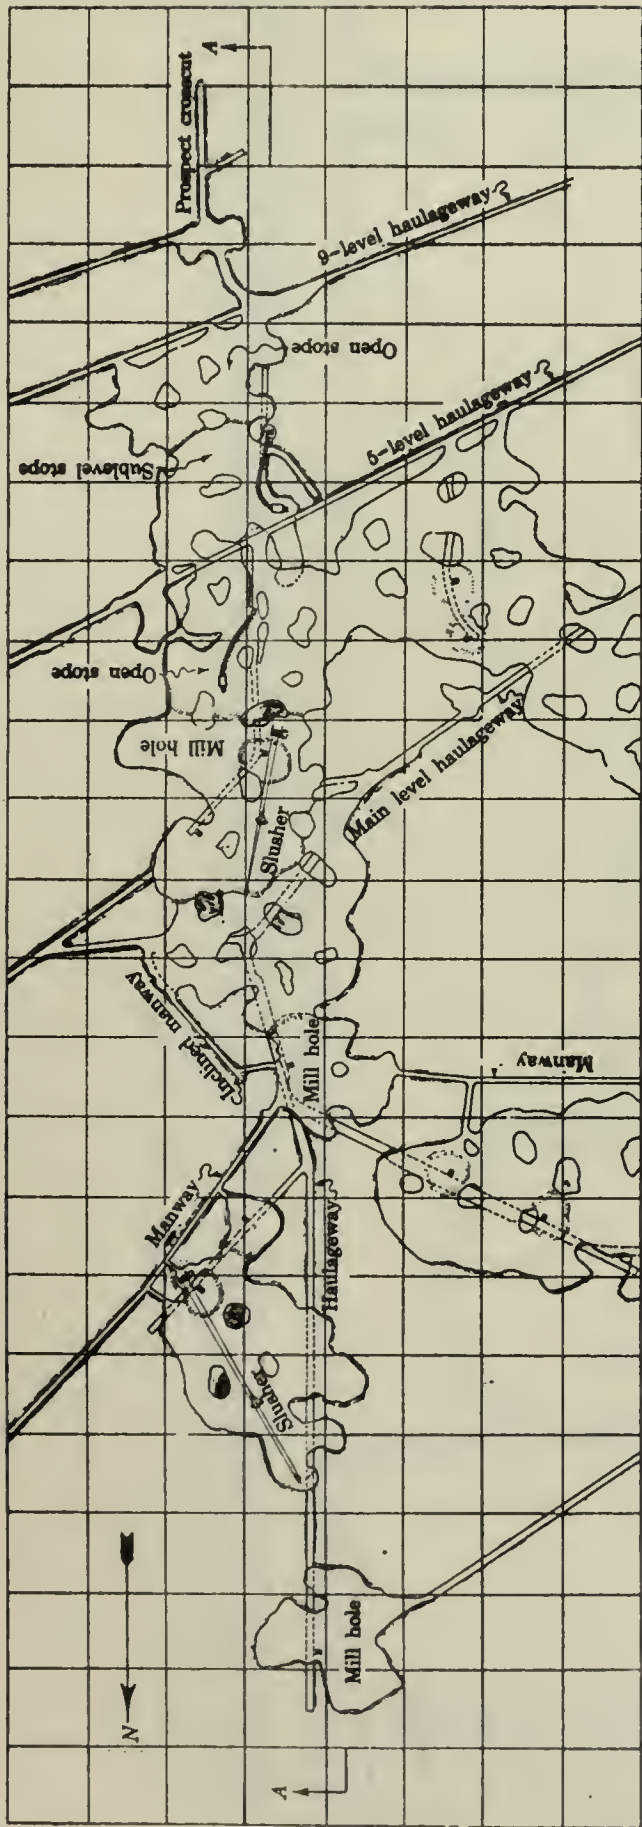 A
Prospect crosscut
9-level haulageway
Open stope
Sublevel stope
5-level haulageway
Open stope
Mill hole
Main level haulageway
Slusher
Inclined manway
Mill hole
Manway
Manway
Haulageway
Slusher
N
Mill hole
A